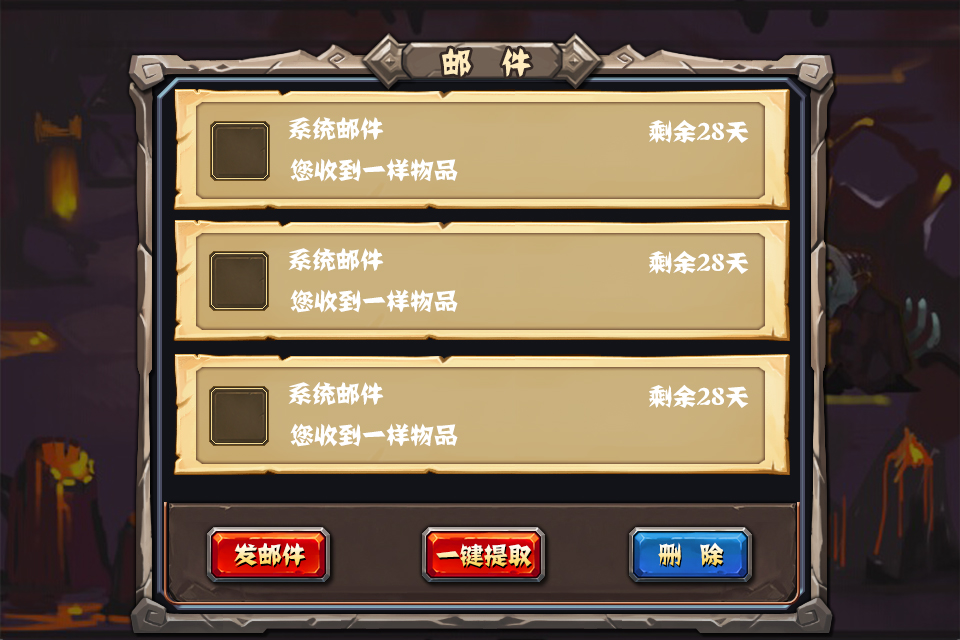 邮 件
系统邮件
剩余28天
您收到一样物品
系统邮件
剩余28天
您收到一样物品
系统邮件
剩余28天
您收到一样物品
发邮件
一键提取
删 除